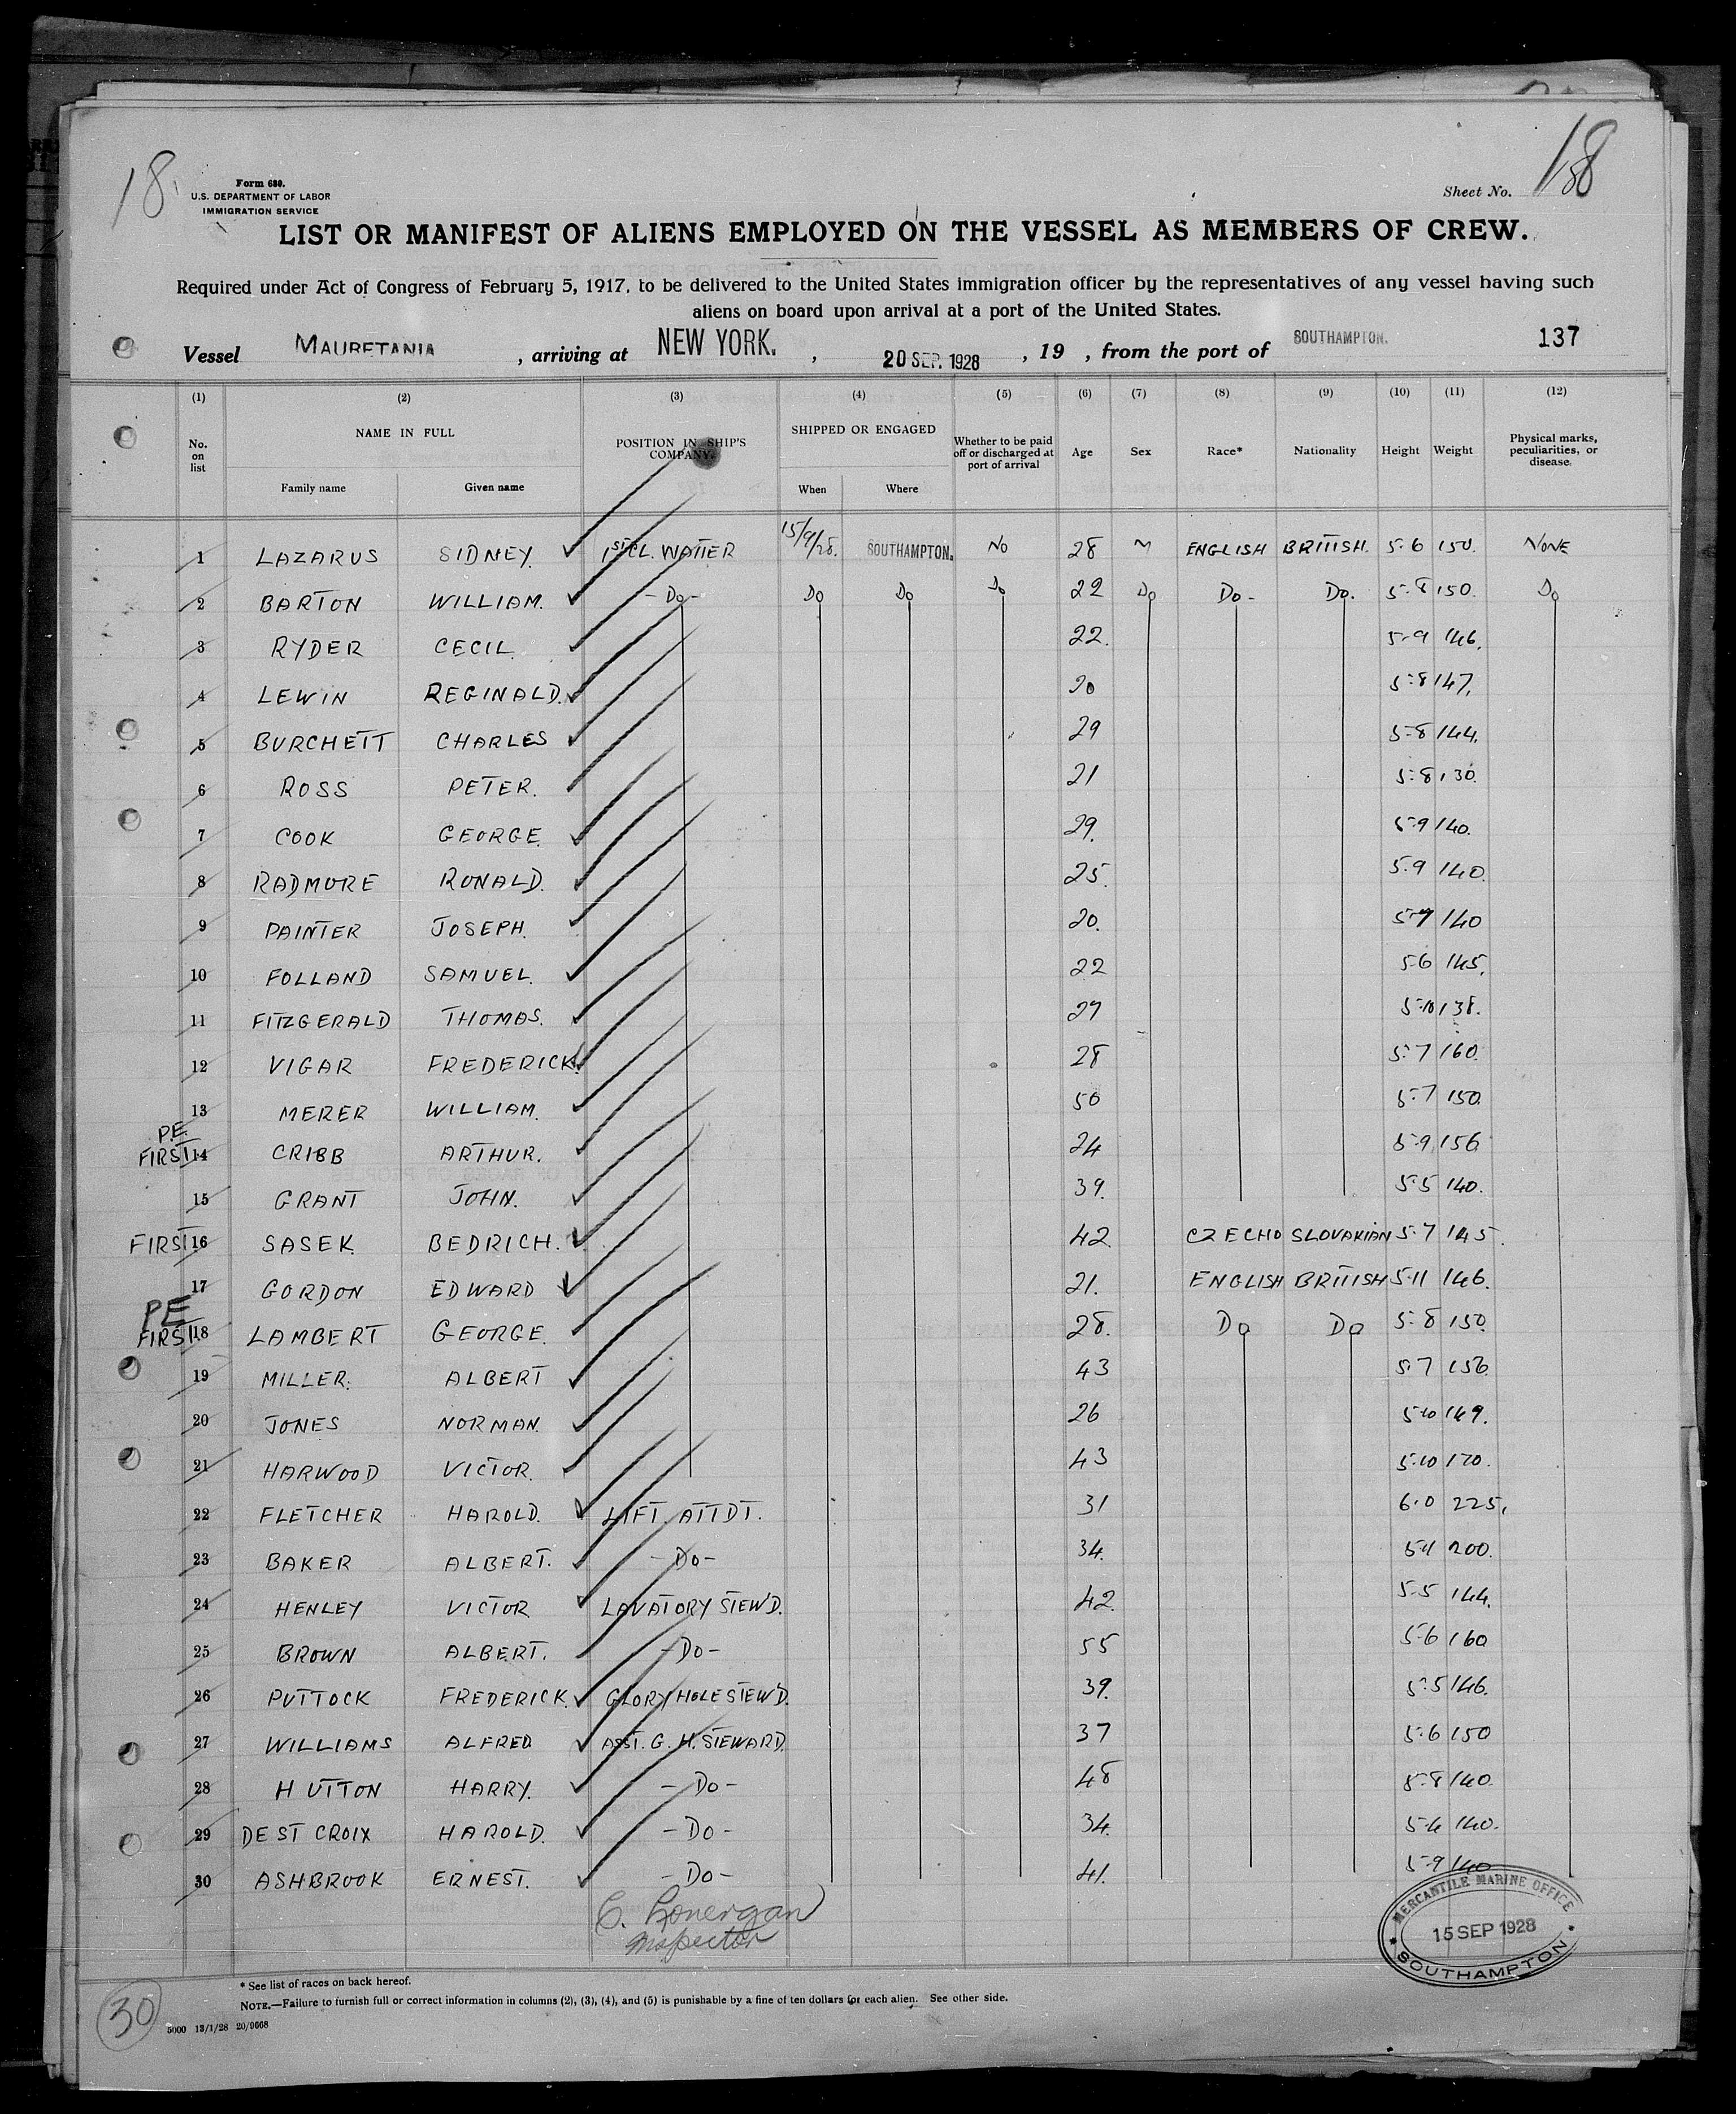 18
Form 680.
U.S. DEPARTMENT OF LABOR
IMMIGRATION SERVICE
Sheet No. 18
LIST OR MANIFEST OF ALIENS EMPLOYED ON THE VESSEL AS MEMBERS OF CREW.
Required under Act of Congress of February 5, 1917, to be delivered to the United States immigration officer by the representatives of any vessel having such
aliens on board upon arrival at a port of the United States.
Vessel MAURETANIA , arriving at NEW YORK. , 20 SEP. 1928 , 19 , from the port of SOUTHAMPTON. 137
(1) (2) (3) (4) (5) (6) (7) (8) (9) (10) (11) (12)
No. on list NAME IN FULL Family name Given name POSITION IN SHIP'S COMPANY. SHIPPED OR ENGAGED When Where Whether to be paid off or discharged at port of arrival Age Sex Race* Nationality Height Weight Physical marks, peculiarities, or disease
1 LAZARUS SIDNEY. 1ST CL. WAITER 15/9/28. SOUTHAMPTON. NO 28 M ENGLISH BRITISH. 5-6 150. NONE
2 BARTON WILLIAM. - DO - DO DO DO 22 DO DO - DO. 5-8 150. DO
3 RYDER CECIL. 22. 5-9 146.
4 LEWIN REGINALD. 20 5-8 147.
5 BURCHETT CHARLES 29 5-8 144.
6 ROSS PETER. 21 5-8 130.
7 COOK GEORGE. 29. 5-9 140.
8 RADMORE RONALD. 25. 5-9 140.
9 PAINTER JOSEPH. 20. 5-9 140
10 FOLLAND SAMUEL. 22 5-6 145.
11 FITZGERALD THOMAS. 27 5-10 138.
12 VIGAR FREDERICK. 28 5-7 160.
13 MERER WILLIAM. 50 5-7 150.
P.E.
FIRST 14 CRIBB ARTHUR. 24 5-9 156
15 GRANT JOHN. 39. 5-5 140.
FIRST 16 SASEK BEDRICH. 42. CZECHO SLOVAKIAN 5-7 145.
17 GORDON EDWARD 21. ENGLISH BRITISH 5-11 146.
PE
FIRST 18 LAMBERT GEORGE. 28. DO DO 5-8 150.
19 MILLER. ALBERT 43 5-7 156.
20 JONES NORMAN. 26 5-10 149.
21 HARWOOD VICTOR. 43 5-10 170.
22 FLETCHER HAROLD. LIFT. ATTDT. 31 6-0 225.
23 BAKER ALBERT. - DO - 34. 5-11 200.
24 HENLEY VICTOR LAVATORY STEW'D. 42. 5-5 144.
25 BROWN ALBERT. - DO - 55 5-6 160
26 PUTTOCK FREDERICK. GLORY HOLE STEW'D. 39. 5-5 146.
27 WILLIAMS ALFRED ASST. G. H. STEWARD. 37 5-6 150
28 HUTTON HARRY. - DO - 48 5-8 140.
29 DE ST CROIX HAROLD. - DO - 34. 5-4 140.
30 ASHBROOK ERNEST. - DO - 41. 5-9 140
C. Lonergan
Inspector
MERCANTILE MARINE OFFICE
15 SEP 1928
SOUTHAMPTON
* See list of races on back hereof.
NOTE.—Failure to furnish full or correct information in columns (2), (3), (4), and (5) is punishable by a fine of ten dollars for each alien. See other side.
30
5000 13/1/28 20/9668